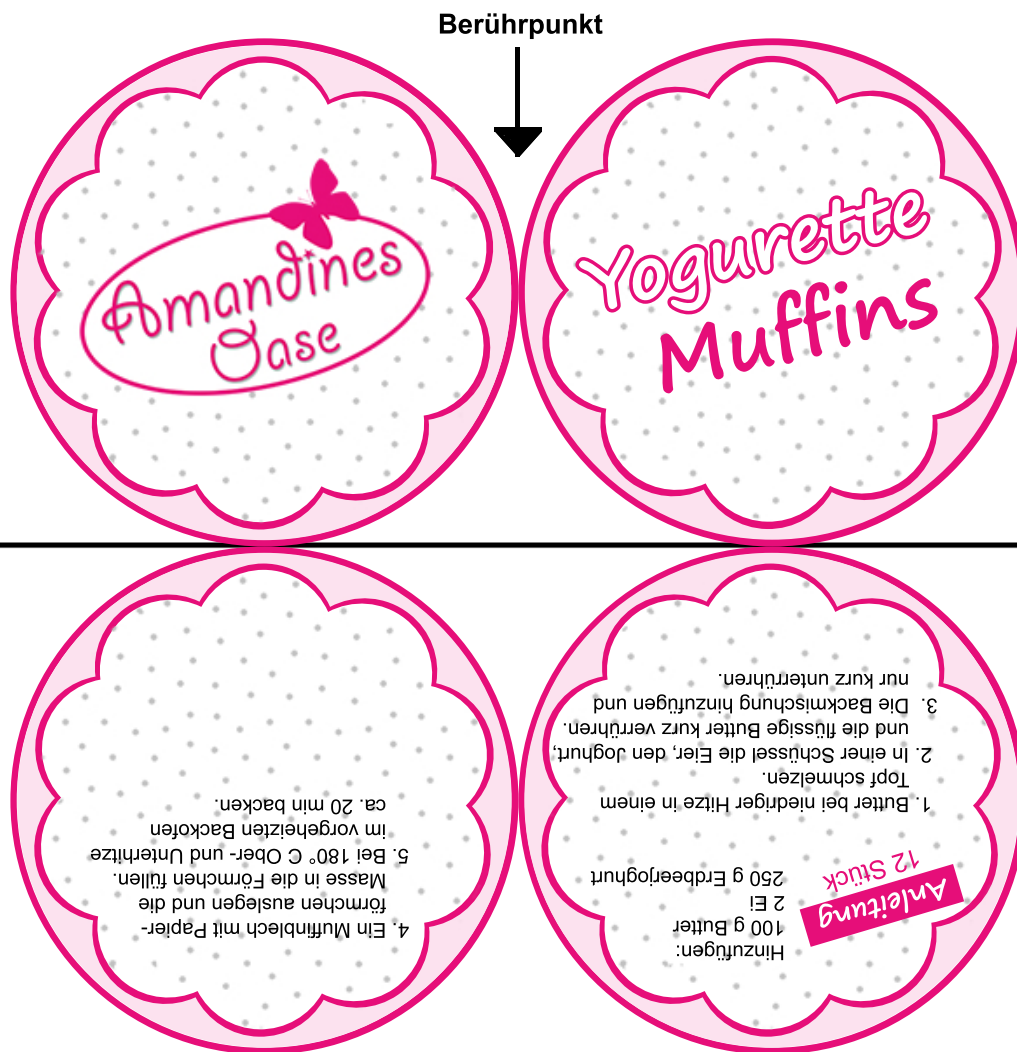 Berührpunkt
Amandines
Oase
Yogurette
Muffins
Anleitung
12 Stück
Hinzufügen:
100 g Butter
2 Ei
250 g Erdbeerjoghurt
1. Butter bei niedriger Hitze in einem
Topf schmelzen.
2. In einer Schüssel die Eier, den Joghurt,
und die flüssige Butter kurz verrühren.
3. Die Backmischung hinzufügen und
nur kurz unterrühren.
4. Ein Muffinblech mit Papier-
förmchen auslegen und die
Masse in die Förmchen füllen.
5. Bei 180° C Ober- und Unterhitze
im vorgeheizten Backofen
ca. 20 min backen.